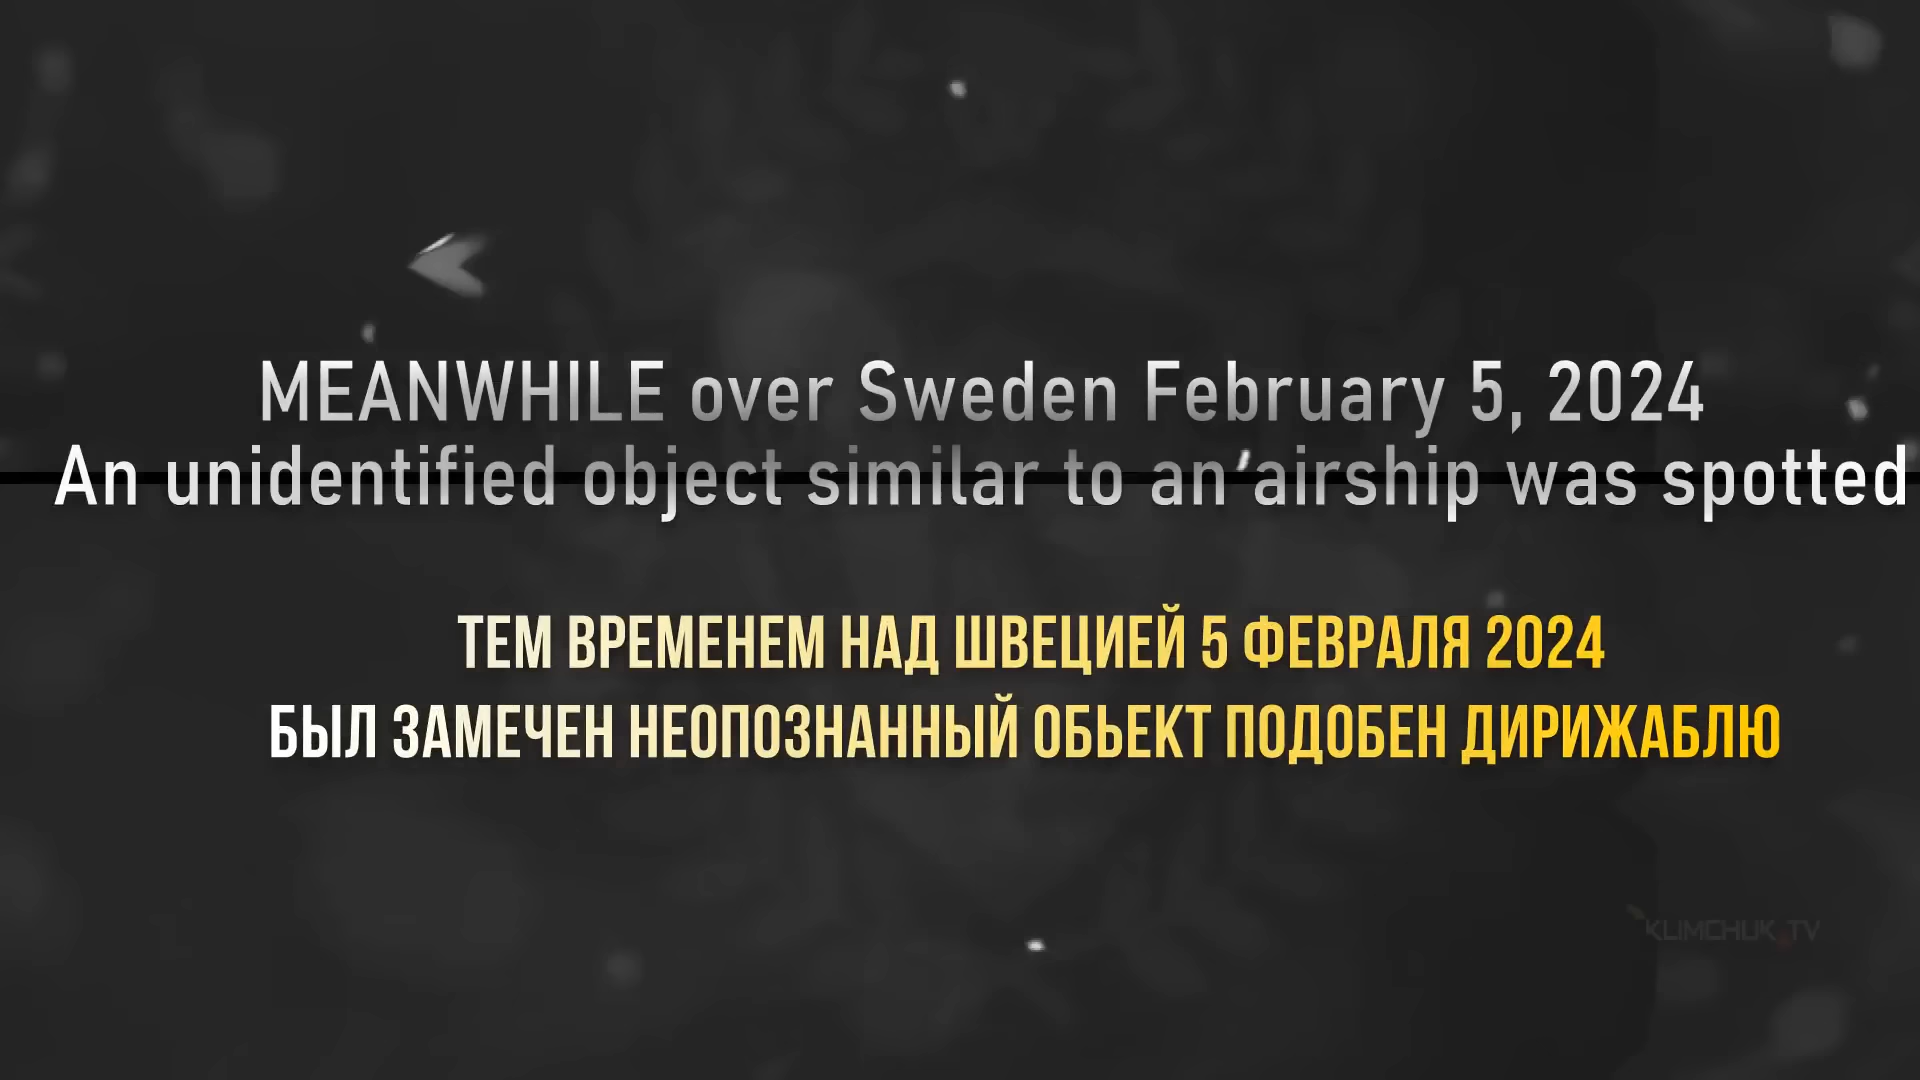 MEANWHILE over Sweden February 5, 2024
An unidentified object similar to an airship was spotted
ТЕМ ВРЕМЕНЕМ НАД ШВЕЦИЕЙ 5 ФЕВРАЛЯ 2024
БЫЛ ЗАМЕЧЕН НЕОПОЗНАННЫЙ ОБЬЕКТ ПОДОБЕН ДИРИЖАБЛЮ
KLIMCHUK.TV